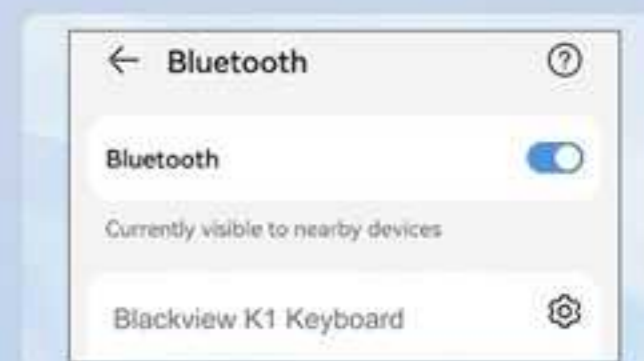 Bluetooth
Bluetooth
Currently visible to nearby devices
Blackview K1 Keyboard